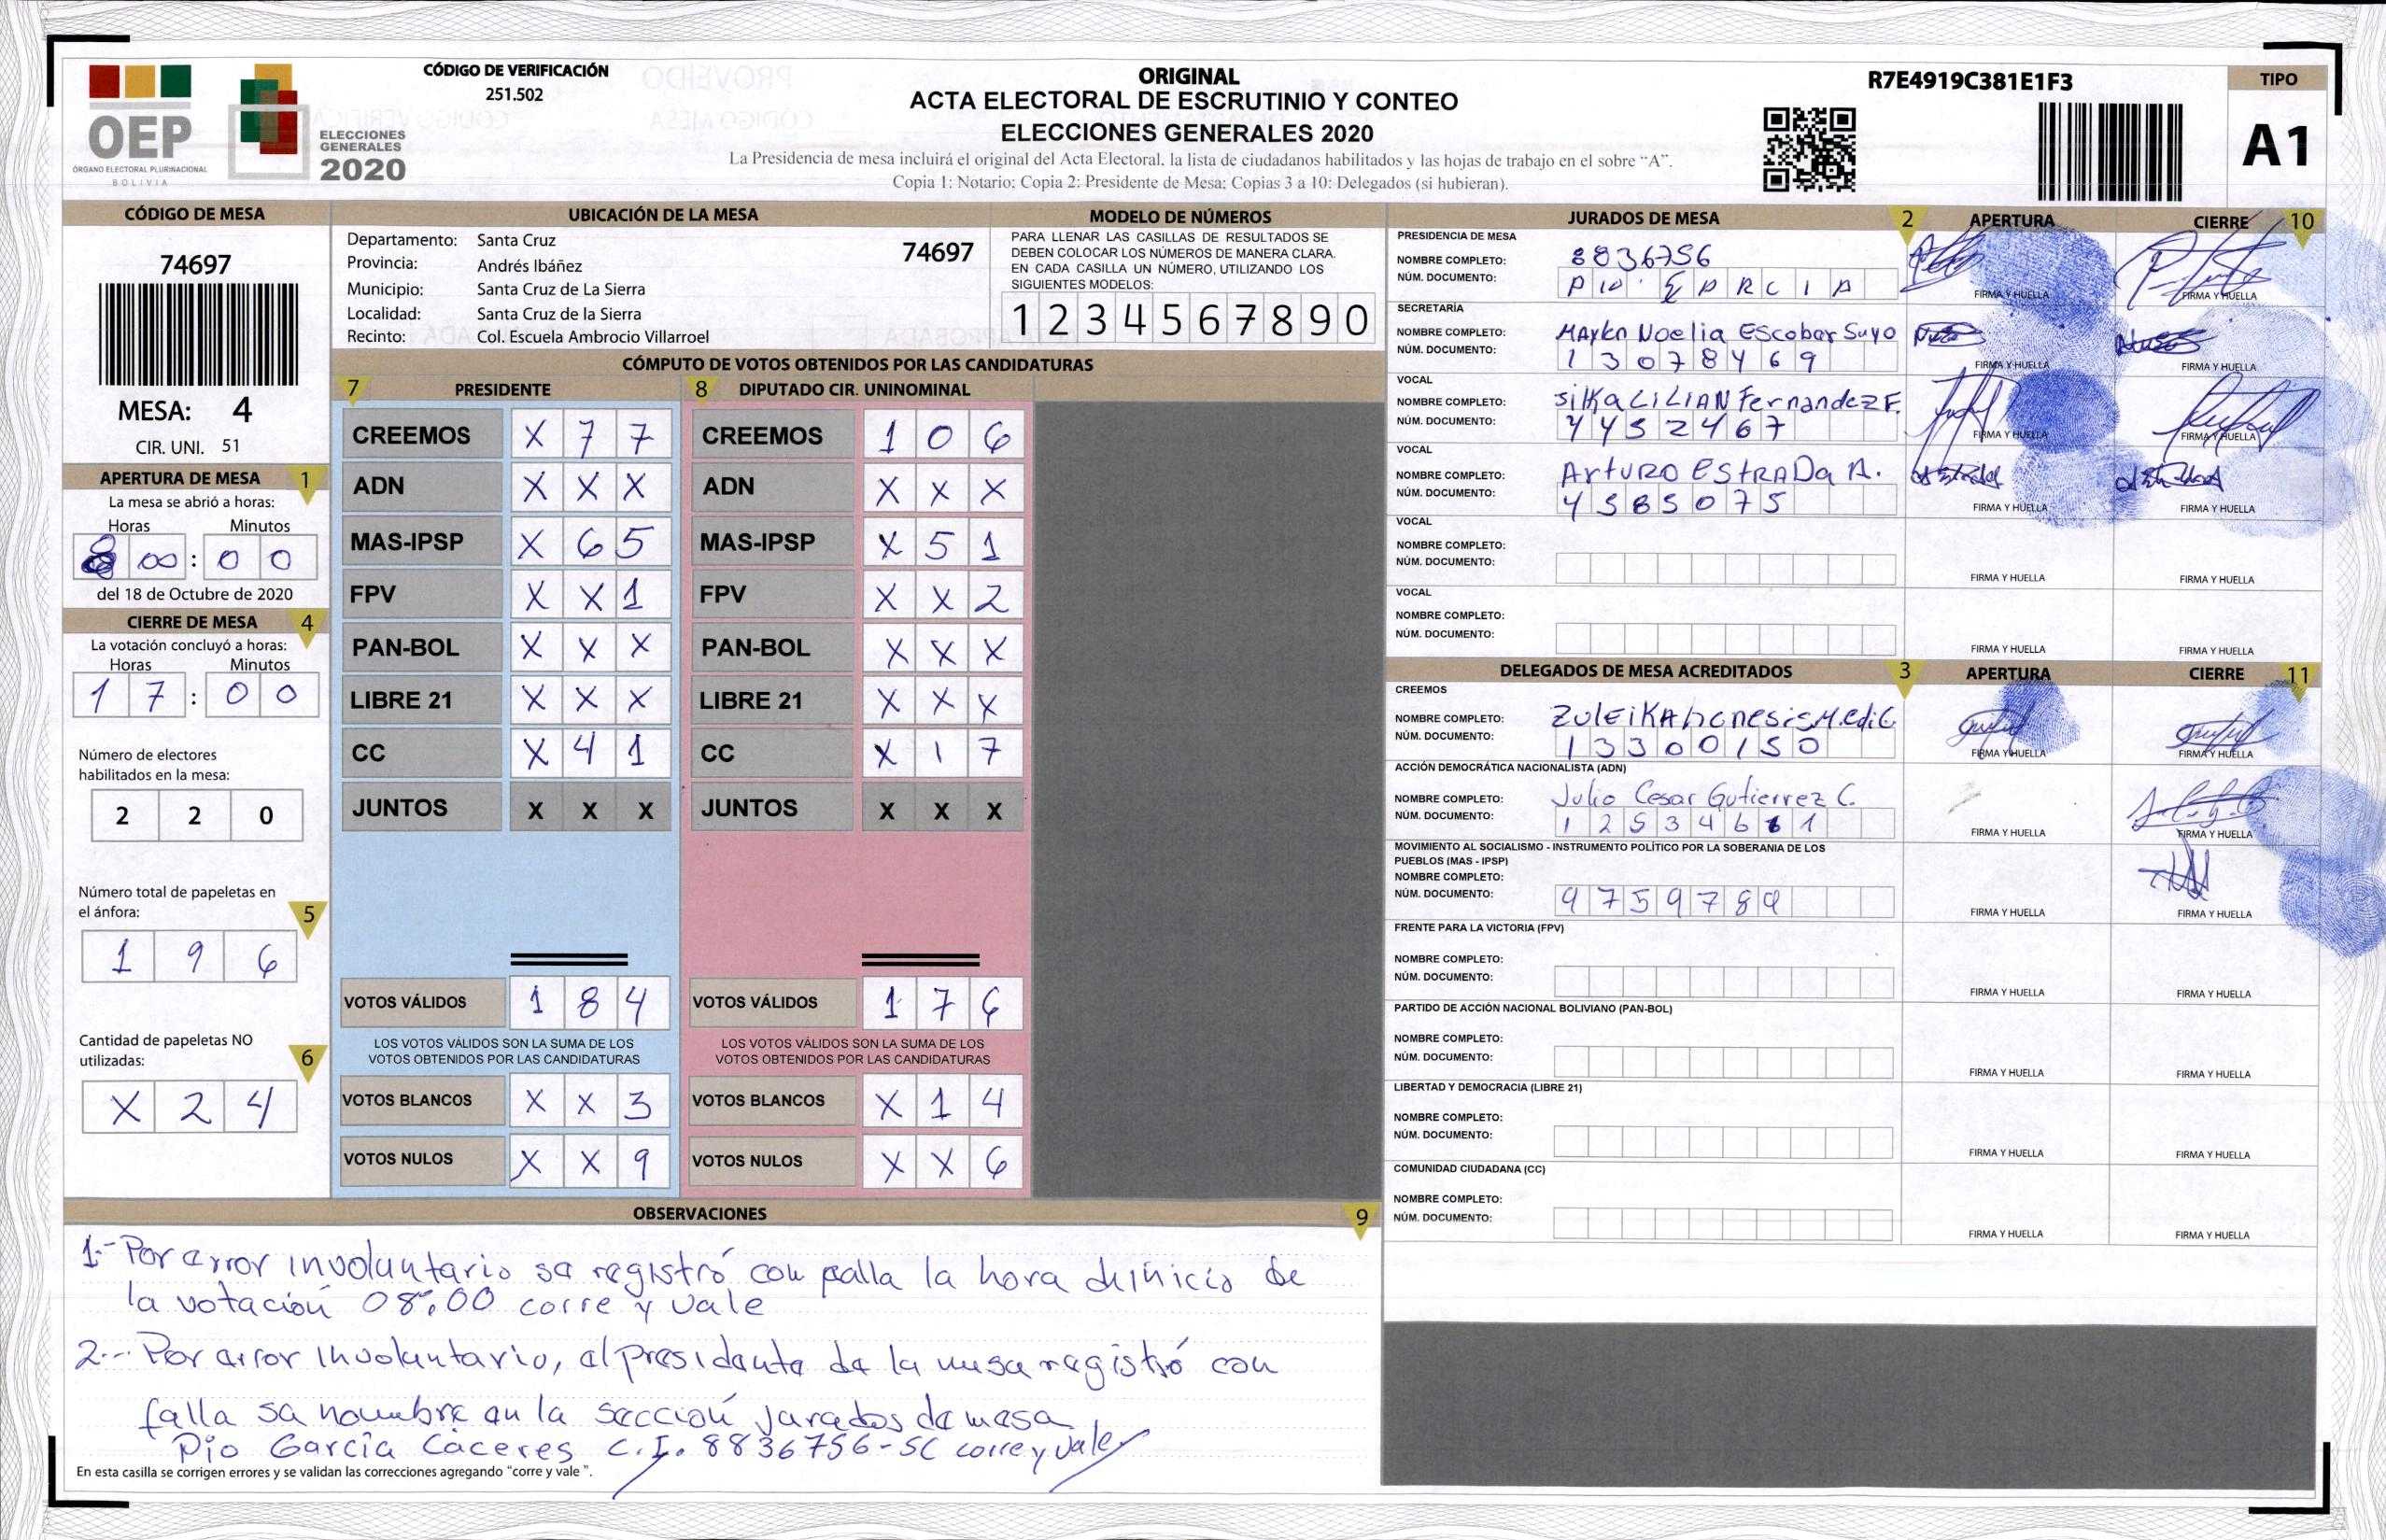 OEP
ÓRGANO ELECTORAL PLURINACIONAL
BOLIVIA
ELECCIONES
GENERALES
2020
CÓDIGO DE VERIFICACIÓN
251.502
ORIGINAL
ACTA ELECTORAL DE ESCRUTINIO Y CONTEO
ELECCIONES GENERALES 2020
La Presidencia de mesa incluirá el original del Acta Electoral. la lista de ciudadanos habilitados y las hojas de trabajo en el sobre “A”.
Copia 1: Notario; Copia 2: Presidente de Mesa; Copias 3 a 10: Delegados (si hubieran).
R7E4919C381E1F3
TIPO
A1
CÓDIGO DE MESA
74697
MESA: 4
CIR. UNI. 51
APERTURA DE MESA 1
La mesa se abrió a horas:
Horas Minutos
8 00 : 0 0
del 18 de Octubre de 2020
CIERRE DE MESA 4
La votación concluyó a horas:
Horas Minutos
1 7 : 0 0
Número de electores
habilitados en la mesa:
2 2 0
Número total de papeletas en
el ánfora: 5
1 9 6
Cantidad de papeletas NO
utilizadas: 6
X 2 4
UBICACIÓN DE LA MESA
Departamento: Santa Cruz 74697
Provincia: Andrés Ibáñez
Municipio: Santa Cruz de La Sierra
Localidad: Santa Cruz de la Sierra
Recinto: Col. Escuela Ambrocio Villarroel
MODELO DE NÚMEROS
PARA LLENAR LAS CASILLAS DE RESULTADOS SE
DEBEN COLOCAR LOS NÚMEROS DE MANERA CLARA.
EN CADA CASILLA UN NÚMERO, UTILIZANDO LOS
SIGUIENTES MODELOS:
1 2 3 4 5 6 7 8 9 0
CÓMPUTO DE VOTOS OBTENIDOS POR LAS CANDIDATURAS
7 PRESIDENTE 8 DIPUTADO CIR. UNINOMINAL
CREEMOS X 7 7 CREEMOS 1 0 6
ADN X X X ADN X X X
MAS-IPSP X 6 5 MAS-IPSP X 5 1
FPV X X 1 FPV X X 2
PAN-BOL X X X PAN-BOL X X X
LIBRE 21 X X X LIBRE 21 X X X
CC X 4 1 CC X 1 7
JUNTOS X X X JUNTOS X X X
VOTOS VÁLIDOS 1 8 4 VOTOS VÁLIDOS 1 7 6
LOS VOTOS VÁLIDOS SON LA SUMA DE LOS LOS VOTOS VÁLIDOS SON LA SUMA DE LOS
VOTOS OBTENIDOS POR LAS CANDIDATURAS VOTOS OBTENIDOS POR LAS CANDIDATURAS
VOTOS BLANCOS X X 3 VOTOS BLANCOS X 1 4
VOTOS NULOS X X 9 VOTOS NULOS X X 6
OBSERVACIONES 9
1.- Por error involuntario se registró con falla la hora de inicio de
la votación 08:00 corre y vale
2.- Por error involuntario, el presidente de la mesa registró con
falla su nombre en la sección jurados de mesa
Pio García Cáceres C.I. 8836756-SC corre y vale
En esta casilla se corrigen errores y se validan las correcciones agregando "corre y vale ".
JURADOS DE MESA 2 APERTURA CIERRE 10
PRESIDENCIA DE MESA
NOMBRE COMPLETO: 8836756
NÚM. DOCUMENTO: FIRMA Y HUELLA FIRMA Y HUELLA
SECRETARÍA
NOMBRE COMPLETO: Mayko Noelia Escobar Suyo
NÚM. DOCUMENTO: 1 3 0 7 8 4 6 9 FIRMA Y HUELLA FIRMA Y HUELLA
VOCAL
NOMBRE COMPLETO: silka LILIAN Fernandez F.
NÚM. DOCUMENTO: 4 4 5 2 4 6 7 FIRMA Y HUELLA FIRMA Y HUELLA
VOCAL
NOMBRE COMPLETO: Arturo EStRADa A.
NÚM. DOCUMENTO: 4 5 8 5 0 7 5 FIRMA Y HUELLA FIRMA Y HUELLA
VOCAL
NOMBRE COMPLETO:
NÚM. DOCUMENTO: FIRMA Y HUELLA FIRMA Y HUELLA
VOCAL
NOMBRE COMPLETO:
NÚM. DOCUMENTO: FIRMA Y HUELLA FIRMA Y HUELLA
DELEGADOS DE MESA ACREDITADOS 3 APERTURA CIERRE 11
CREEMOS
NOMBRE COMPLETO: ZuLEiKA
NÚM. DOCUMENTO: 1 3 3 0 0 1 5 0 FIRMA Y HUELLA FIRMA Y HUELLA
ACCIÓN DEMOCRÁTICA NACIONALISTA (ADN)
NOMBRE COMPLETO: Julio Cesar Gutierrez C.
NÚM. DOCUMENTO: 1 2 5 3 4 6 6 1 FIRMA Y HUELLA FIRMA Y HUELLA
MOVIMIENTO AL SOCIALISMO - INSTRUMENTO POLÍTICO POR LA SOBERANIA DE LOS
PUEBLOS (MAS - IPSP)
NOMBRE COMPLETO:
NÚM. DOCUMENTO: 9 7 5 9 7 8 9 FIRMA Y HUELLA FIRMA Y HUELLA
FRENTE PARA LA VICTORIA (FPV)
NOMBRE COMPLETO:
NÚM. DOCUMENTO: FIRMA Y HUELLA FIRMA Y HUELLA
PARTIDO DE ACCIÓN NACIONAL BOLIVIANO (PAN-BOL)
NOMBRE COMPLETO:
NÚM. DOCUMENTO: FIRMA Y HUELLA FIRMA Y HUELLA
LIBERTAD Y DEMOCRACIA (LIBRE 21)
NOMBRE COMPLETO:
NÚM. DOCUMENTO: FIRMA Y HUELLA FIRMA Y HUELLA
COMUNIDAD CIUDADANA (CC)
NOMBRE COMPLETO:
NÚM. DOCUMENTO: FIRMA Y HUELLA FIRMA Y HUELLA